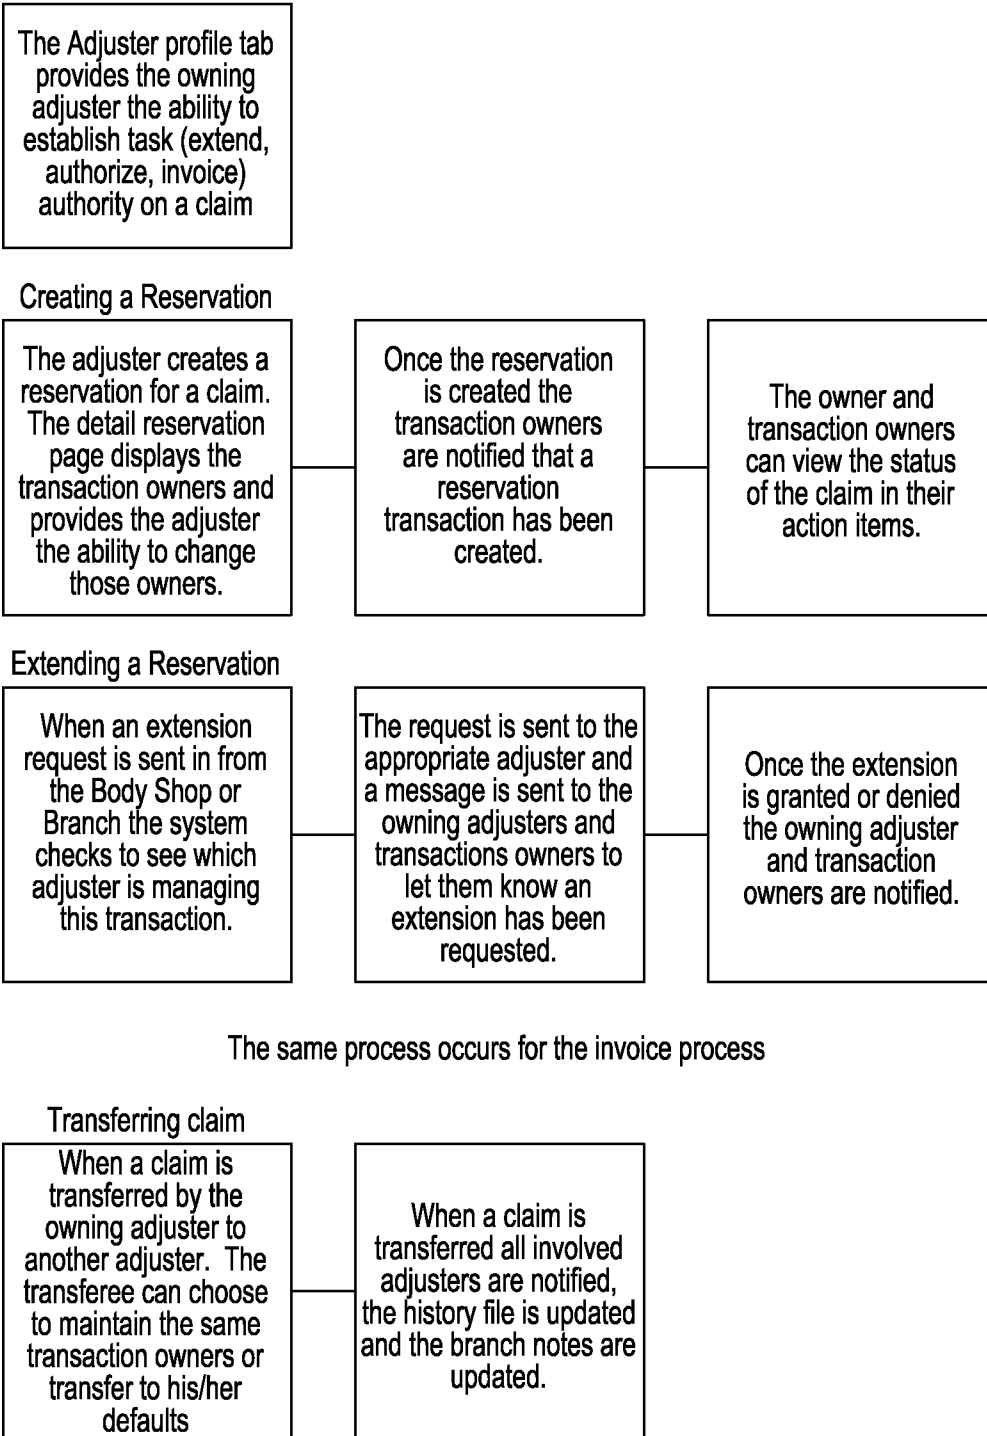 The Adjuster profile tab
provides the owning
adjuster the ability to
establish task (extend,
authorize, invoice)
authority on a claim
Creating a Reservation
The adjuster creates a
reservation for a claim.
The detail reservation
page displays the
transaction owners and
provides the adjuster
the ability to change
those owners.
Once the reservation
is created the
transaction owners
are notified that a
reservation
transaction has been
created.
The owner and
transaction owners
can view the status
of the claim in their
action items.
Extending a Reservation
When an extension
request is sent in from
the Body Shop or
Branch the system
checks to see which
adjuster is managing
this transaction.
The request is sent to the
appropriate adjuster and
a message is sent to the
owning adjusters and
transactions owners to
let them know an
extension has been
requested.
Once the extension
is granted or denied
the owning adjuster
and transaction
owners are notified.
The same process occurs for the invoice process
Transferring claim
When a claim is
transferred by the
owning adjuster to
another adjuster.  The
transferee can choose
to maintain the same
transaction owners or
transfer to his/her
defaults
When a claim is
transferred all involved
adjusters are notified,
the history file is updated
and the branch notes are
updated.